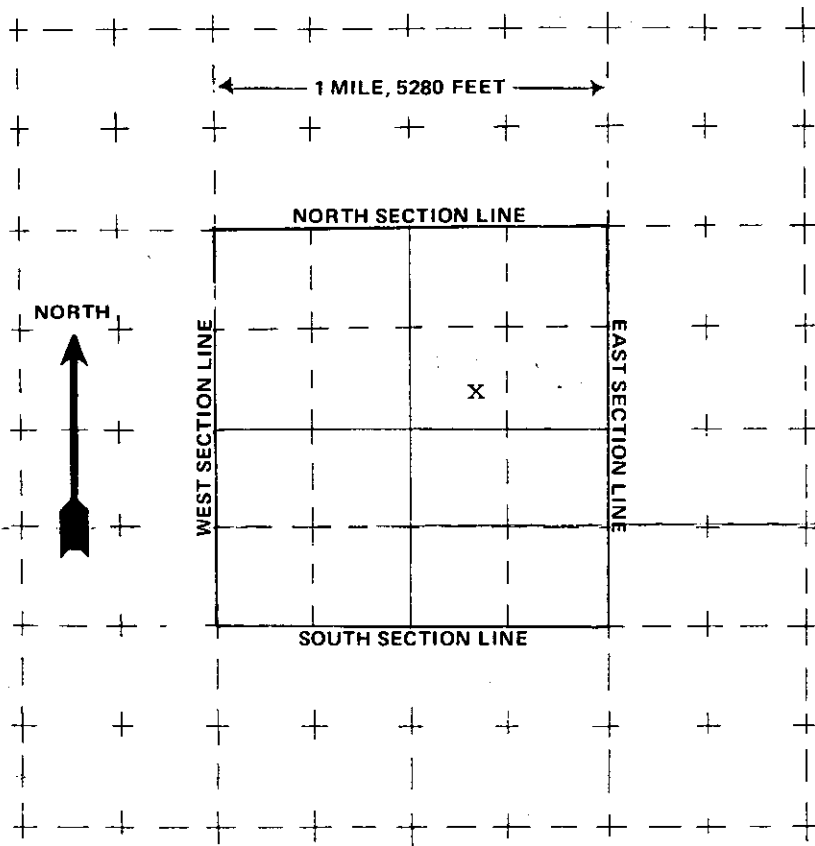 1 MILE, 5280 FEET
NORTH SECTION LINE
NORTH
WEST SECTION LINE
EAST SECTION LINE
X
SOUTH SECTION LINE